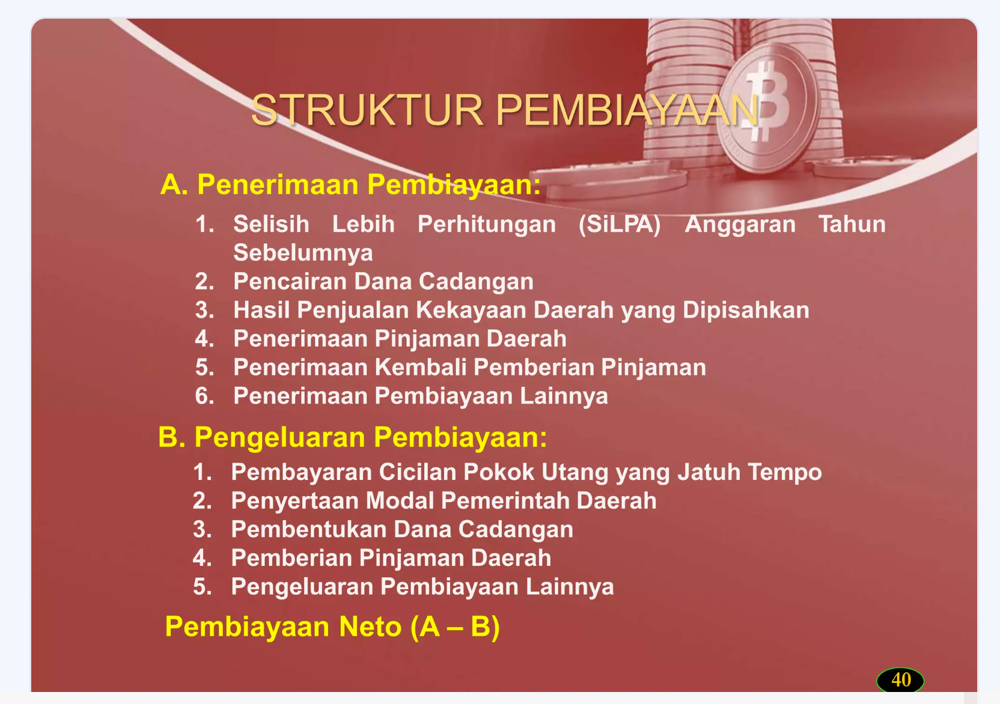 STRUKTUR PEMBIAYAAN
A. Penerimaan Pembiayaan:
1. Selisih Lebih Perhitungan (SiLPA) Anggaran Tahun
Sebelumnya
2. Pencairan Dana Cadangan
3. Hasil Penjualan Kekayaan Daerah yang Dipisahkan
4. Penerimaan Pinjaman Daerah
5. Penerimaan Kembali Pemberian Pinjaman
6. Penerimaan Pembiayaan Lainnya
B. Pengeluaran Pembiayaan:
1. Pembayaran Cicilan Pokok Utang yang Jatuh Tempo
2. Penyertaan Modal Pemerintah Daerah
3. Pembentukan Dana Cadangan
4. Pemberian Pinjaman Daerah
5. Pengeluaran Pembiayaan Lainnya
Pembiayaan Neto (A – B)
40